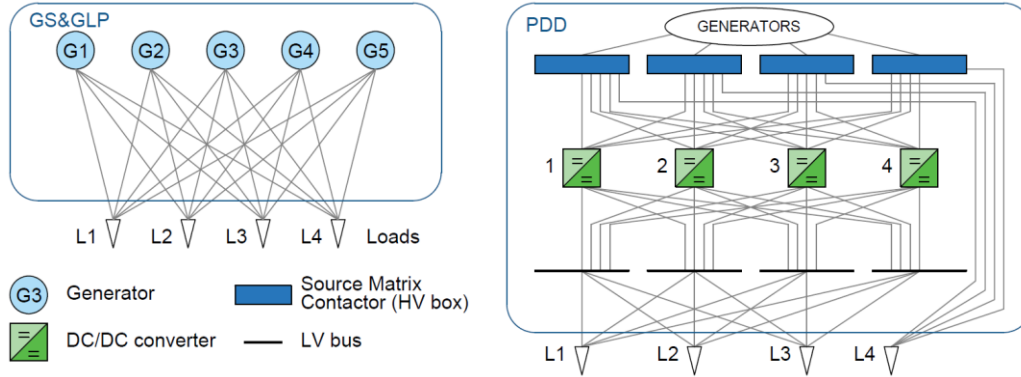 GS&GLP
G1 G2 G3 G4 G5
L1 L2 L3 L4 Loads
G3 Generator
Source Matrix
Contactor (HV box)
DC/DC converter
LV bus
PDD
GENERATORS
1 2 3 4
L1 L2 L3 L4